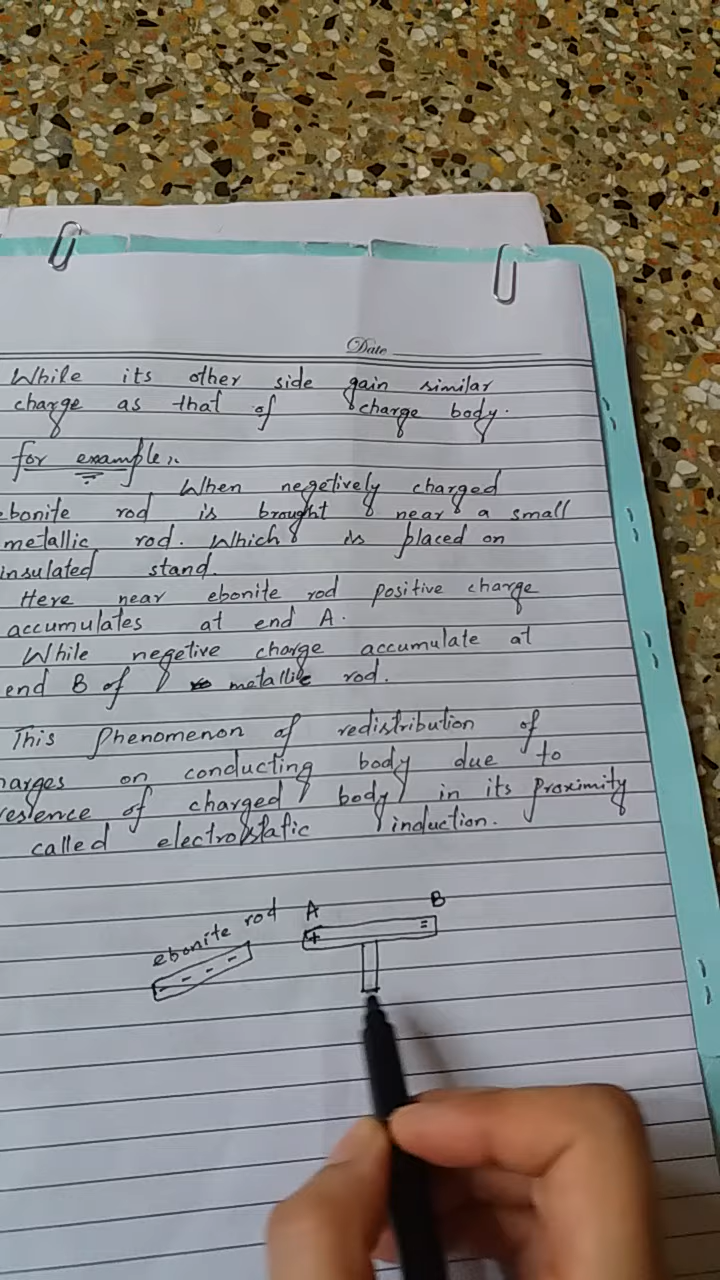 Date
While its other side gain similar
charge as that of charge body.
for example:
When negetively charged
ebonite rod is brought near a small
metallic rod. Which is placed on
insulated stand.
Here near ebonite rod positive charge
accumulates at end A.
While negetive charge accumulate at
end B of metallic rod.
This Phenomenon of redistribution of
harges on conducting body due to
resence of charged body in its proximity
called electrostatic induction.
A B
ebonite rod
+ =
- - - -